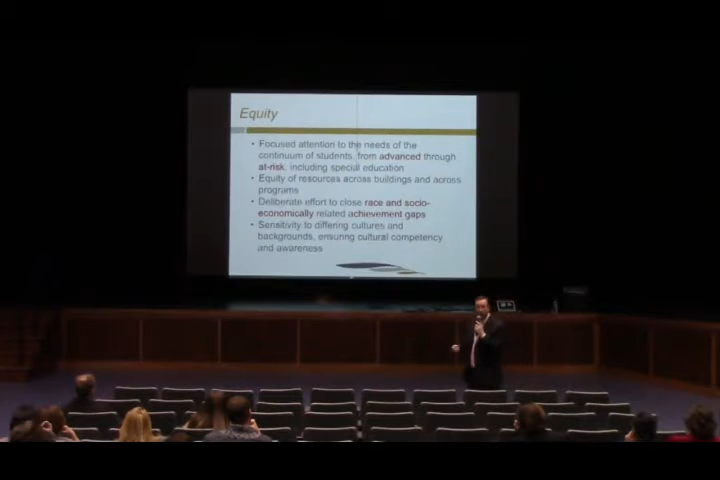 Equity
• Focused attention to the needs of the
continuum of students, from advanced through
at-risk, including special education
• Equity of resources across buildings and across
programs
• Deliberate effort to close race and socio-
economically related achievement gaps
• Sensitivity to differing cultures and
backgrounds, ensuring cultural competency
and awareness